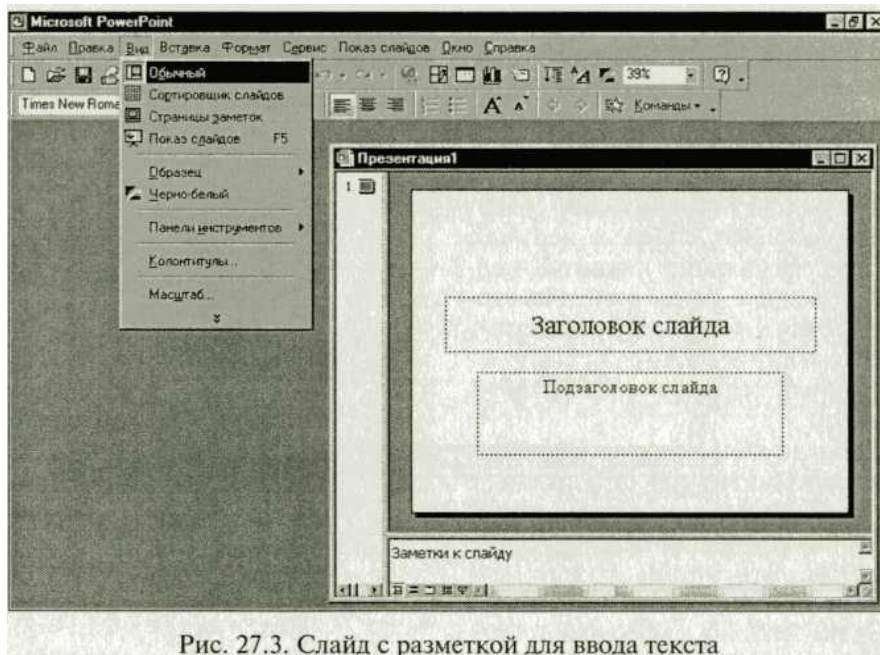 Microsoft PowerPoint
Файл Правка Вид Вставка Формат Сервис Показ слайдов Окно Справка
39%
Times New Roma
Команды
Обычный
Сортировщик слайдов
Страницы заметок
Показ слайдов F5
Образец
Черно-белый
Панели инструментов
Колонтитулы...
Масштаб...
Презентация1
1
Заголовок слайда
Подзаголовок слайда
Заметки к слайду
Рис. 27.3. Слайд с разметкой для ввода текста